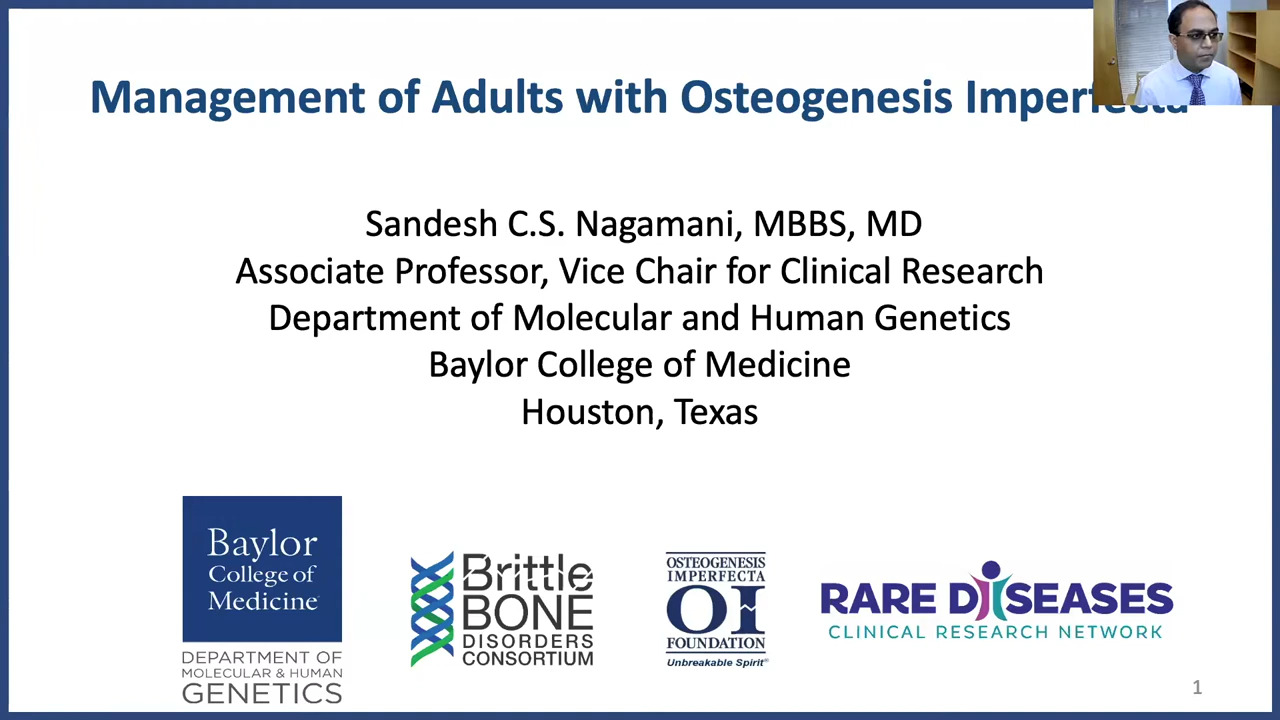 Management of Adults with Osteogenesis Imperfecta
Sandesh C.S. Nagamani, MBBS, MD
Associate Professor, Vice Chair for Clinical Research
Department of Molecular and Human Genetics
Baylor College of Medicine
Houston, Texas
Baylor
College of
Medicine
DEPARTMENT OF
MOLECULAR & HUMAN
GENETICS
Brittle
BONE
DISORDERS
CONSORTIUM
OSTEOGENESIS
IMPERFECTA
OI
FOUNDATION
Unbreakable Spirit®
RARE DISEASES
CLINICAL RESEARCH NETWORK
1